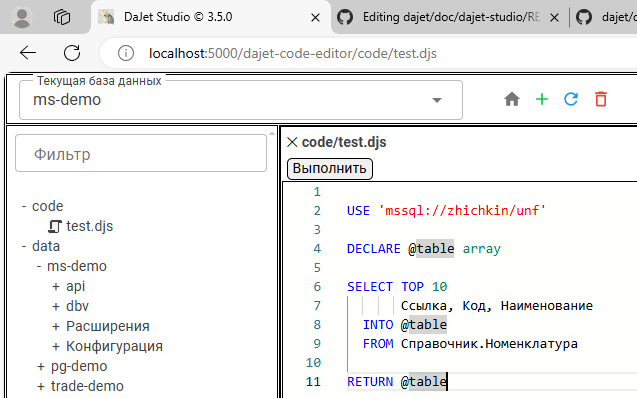 DaJet Studio © 3.5.0
Editing dajet/doc/dajet-studio/RE
dajet/d
localhost:5000/dajet-code-editor/code/test.djs
Текущая база данных
ms-demo
Фильтр
- code
test.djs
- data
- ms-demo
+ api
+ dbv
+ Расширения
+ Конфигурация
+ pg-demo
+ trade-demo
code/test.djs
Выполнить
1
2 USE 'mssql://zhichkin/unf'
3
4 DECLARE @table array
5
6 SELECT TOP 10
7 Ссылка, Код, Наименование
8 INTO @table
9 FROM Справочник.Номенклатура
10
11 RETURN @table